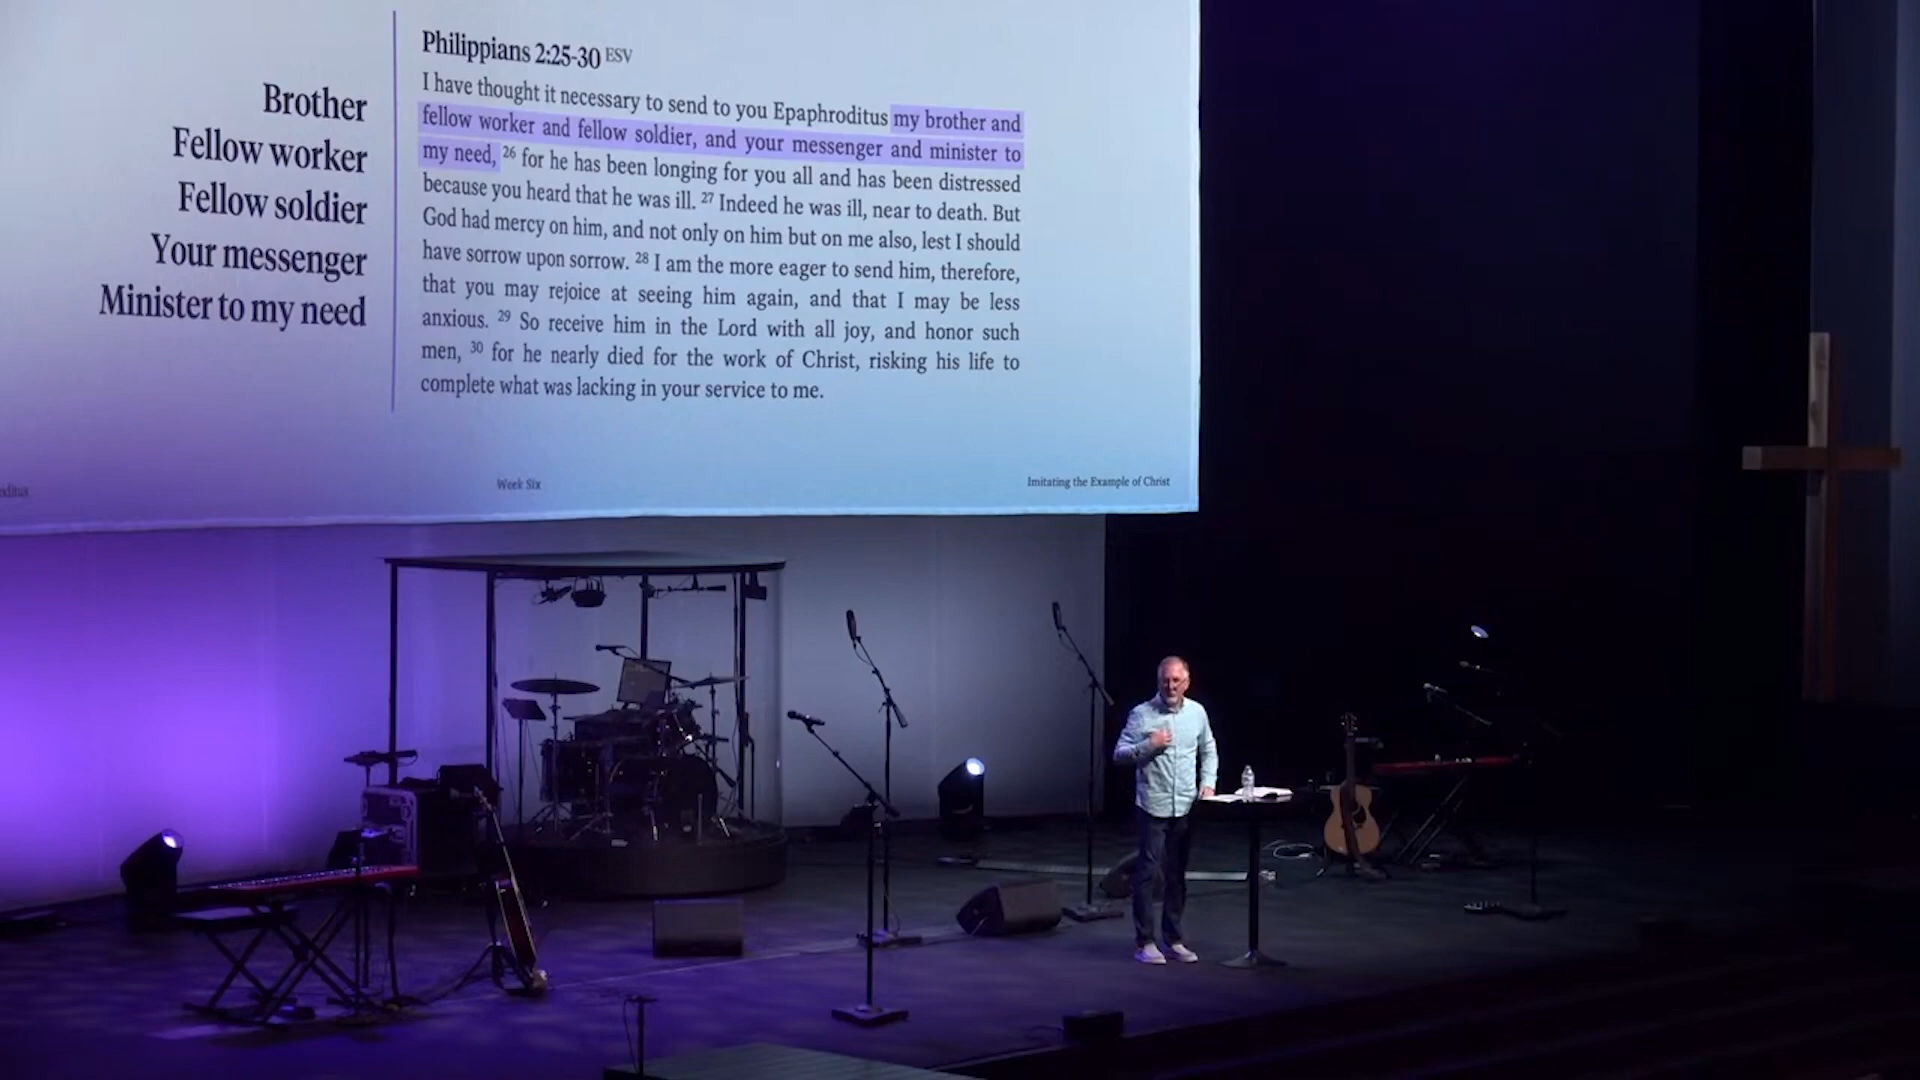 Brother
Fellow worker
Fellow soldier
Your messenger
Minister to my need
Philippians 2:25-30 ESV
I have thought it necessary to send to you Epaphroditus my brother and
fellow worker and fellow soldier, and your messenger and minister to
my need, 26 for he has been longing for you all and has been distressed
because you heard that he was ill. 27 Indeed he was ill, near to death. But
God had mercy on him, and not only on him but on me also, lest I should
have sorrow upon sorrow. 28 I am the more eager to send him, therefore,
that you may rejoice at seeing him again, and that I may be less
anxious. 29 So receive him in the Lord with all joy, and honor such
men, 30 for he nearly died for the work of Christ, risking his life to
complete what was lacking in your service to me.
Week Six
Imitating the Example of Christ